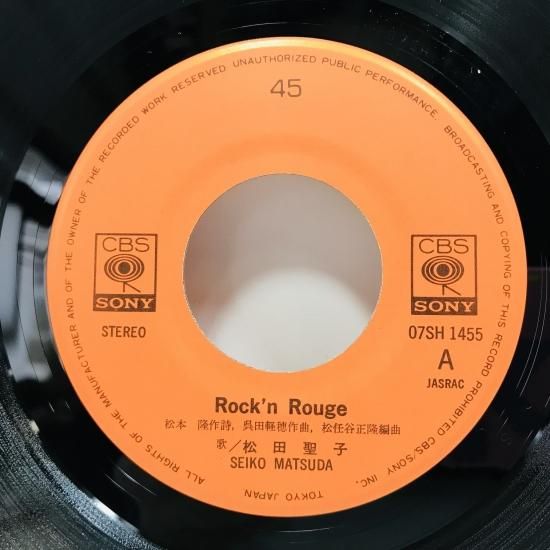 ALL RIGHTS OF THE MANUFACTURER AND OF THE OWNER OF THE RECORDED WORK RESERVED UNAUTHORIZED PUBLIC PERFORMANCE. BROADCASTING AND COPYING OF THIS RECORD PROHIBITED CBS/SONY INC.
TOKYO JAPAN
45
CBS
SONY
STEREO
CBS
SONY
07SH 1455
A
JASRAC
Rock'n Rouge
松本 隆作詩, 呉田軽穂作曲, 松任谷正隆編曲
歌/松田聖子
SEIKO MATSUDA